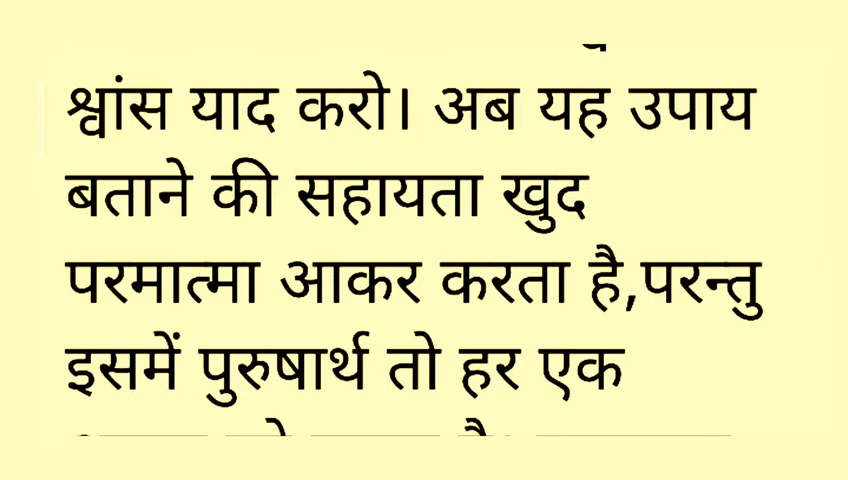 श्वांस याद करो। अब यह उपाय
बताने की सहायता खुद
परमात्मा आकर करता है,परन्तु
इसमें पुरुषार्थ तो हर एक